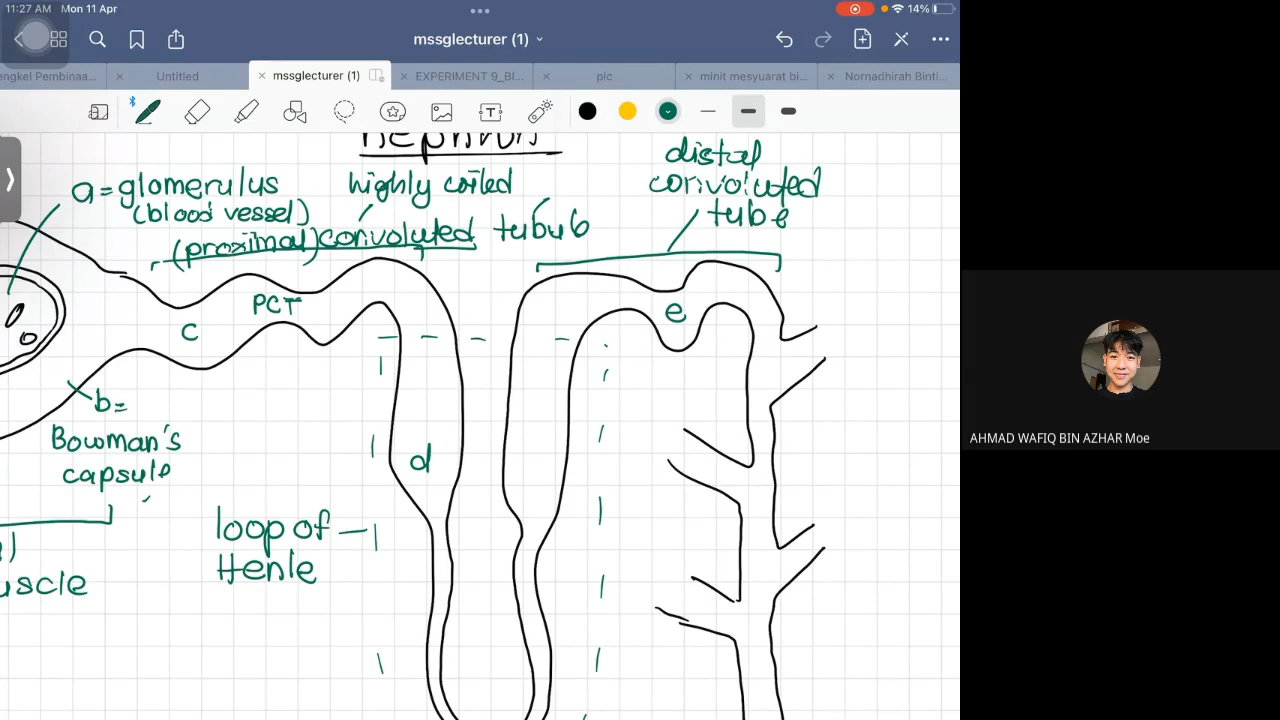 11:27 AM Mon 11 Apr
14%
mssglecturer (1)
engkel Pembinaa...
Untitled
mssglecturer (1)
EXPERIMENT 9_BI...
plc
minit mesyuarat bi...
Nornadhirah Binti...
nephron
a = glomerulus
(blood vessel)
highly coiled
(proximal) convoluted tubub
distal
convoluted
tube
PCT
c
e
b =
Bowman's
capsule
d
loop of
Henle
uscle
AHMAD WAFIQ BIN AZHAR Moe